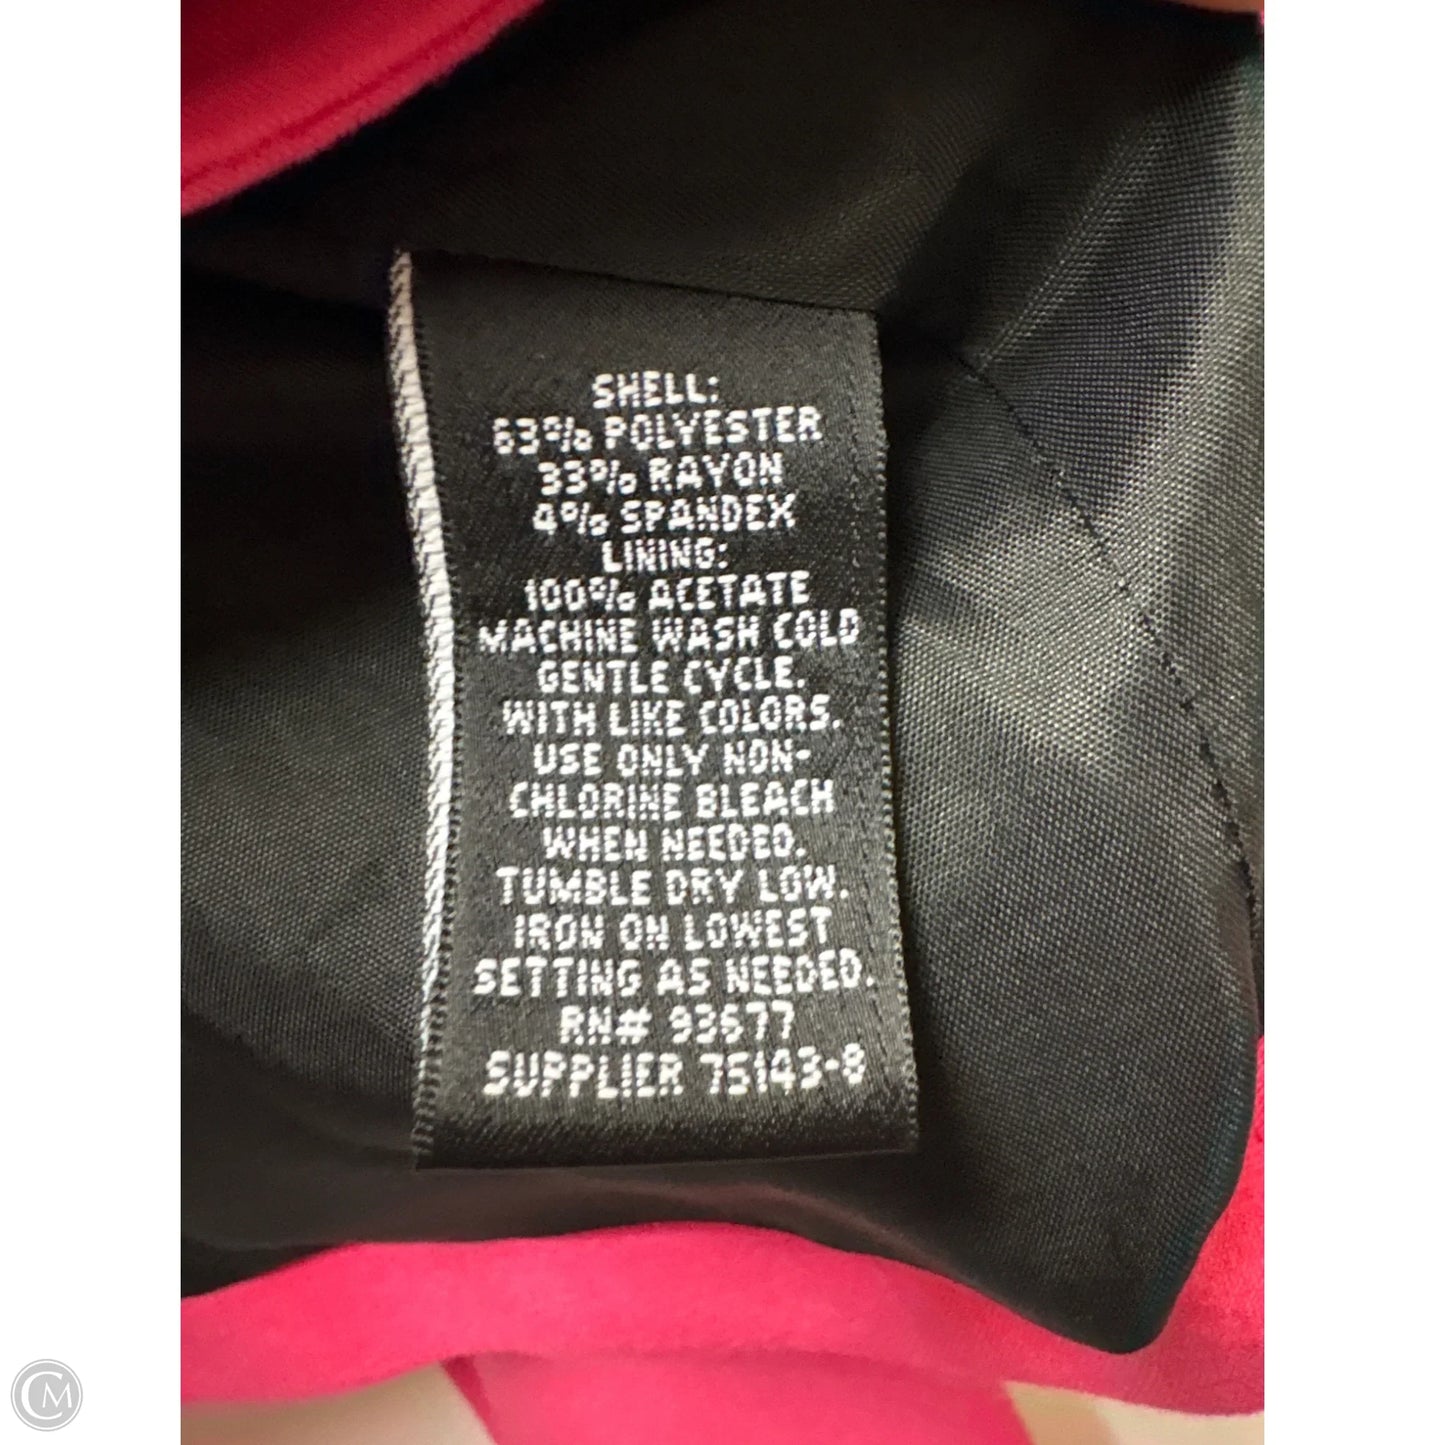 SHELL:
63% POLYESTER
33% RAYON
4% SPANDEX
LINING:
100% ACETATE
MACHINE WASH COLD
GENTLE CYCLE.
WITH LIKE COLORS.
USE ONLY NON-
CHLORINE BLEACH
WHEN NEEDED.
TUMBLE DRY LOW.
IRON ON LOWEST
SETTING AS NEEDED.
RN# 93677
SUPPLIER 75143-8
CM